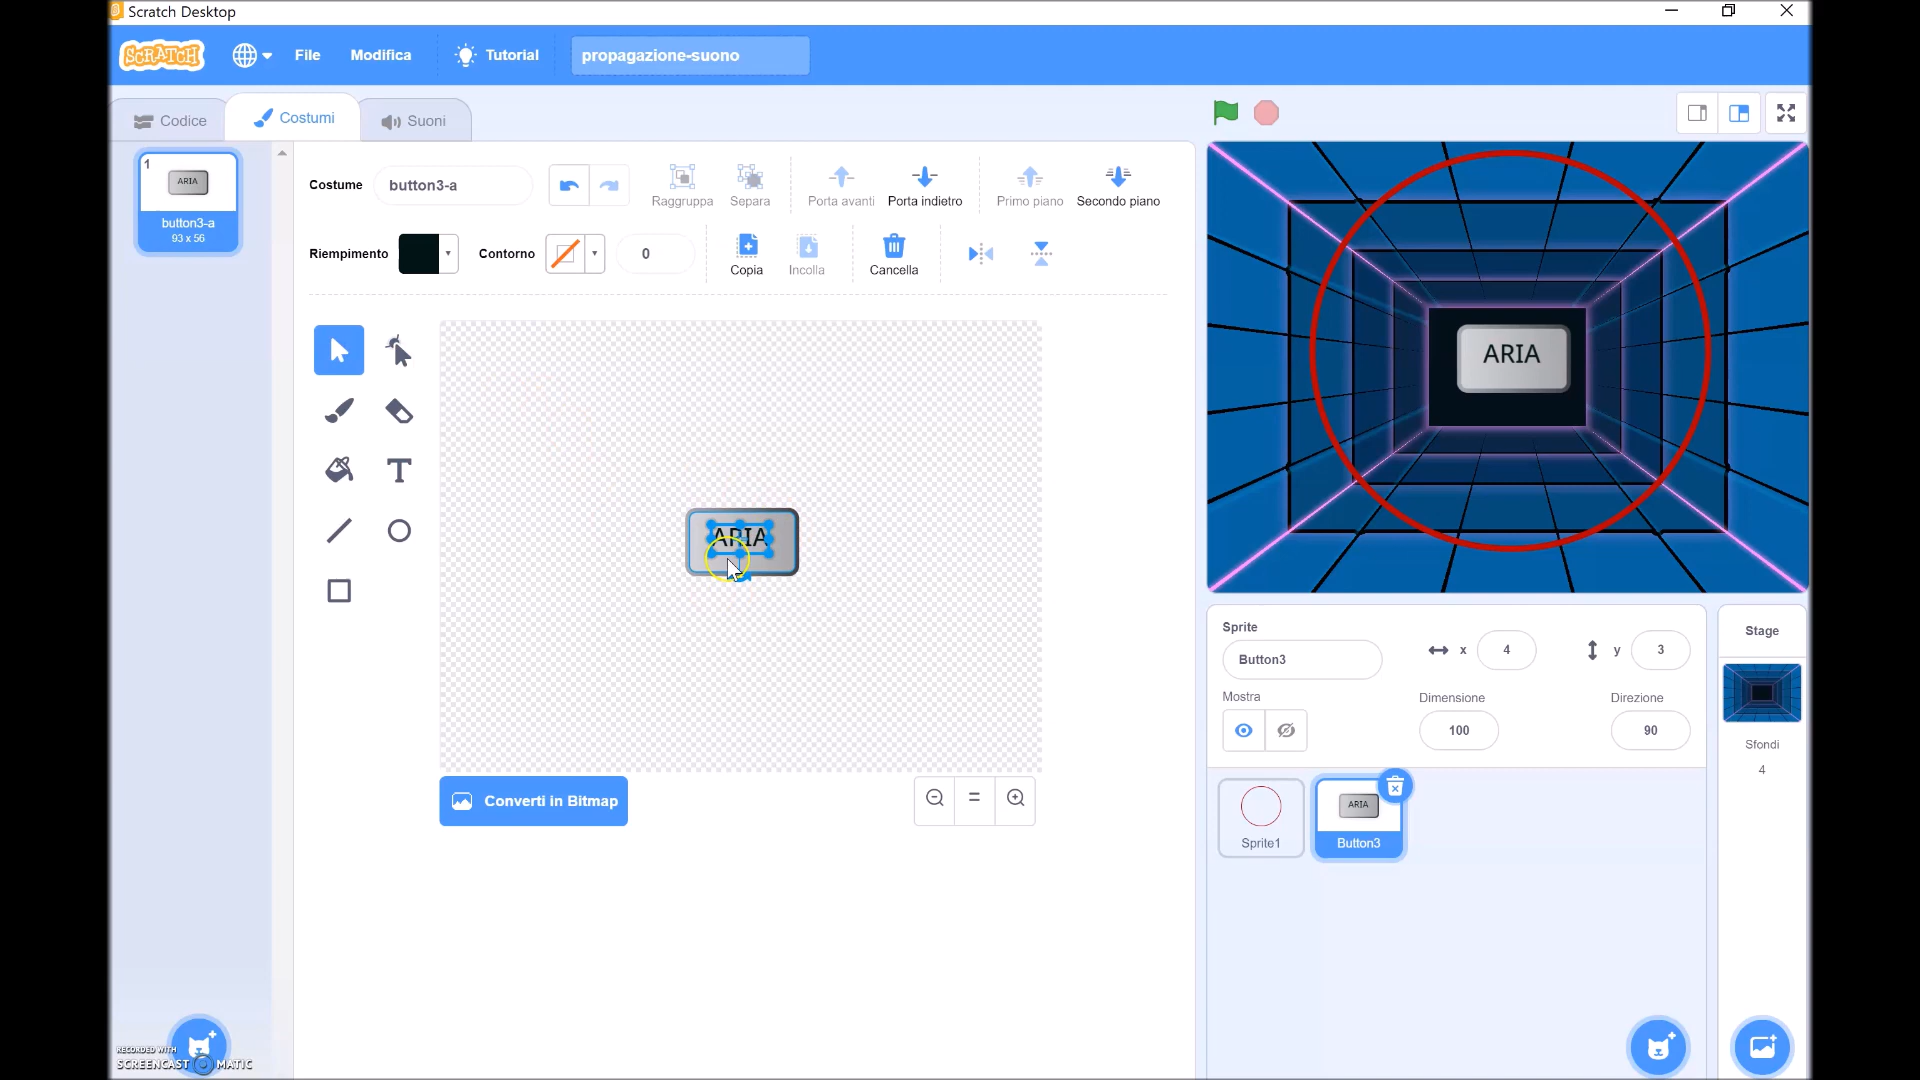 Scratch Desktop
SCRATCH
File
Modifica
Tutorial
propagazione-suono
Codice
Costumi
Suoni
1
ARIA
button3-a
93 x 56
Costume
button3-a
Raggruppa
Separa
Porta avanti
Porta indietro
Primo piano
Secondo piano
Riempimento
Contorno
0
Copia
Incolla
Cancella
T
ARIA
Converti in Bitmap
ARIA
Sprite
Button3
x
4
y
3
Mostra
Dimensione
100
Direzione
90
Sprite1
ARIA
Button3
Stage
Sfondi
4
RECORDED WITH
SCREENCAST MATIC